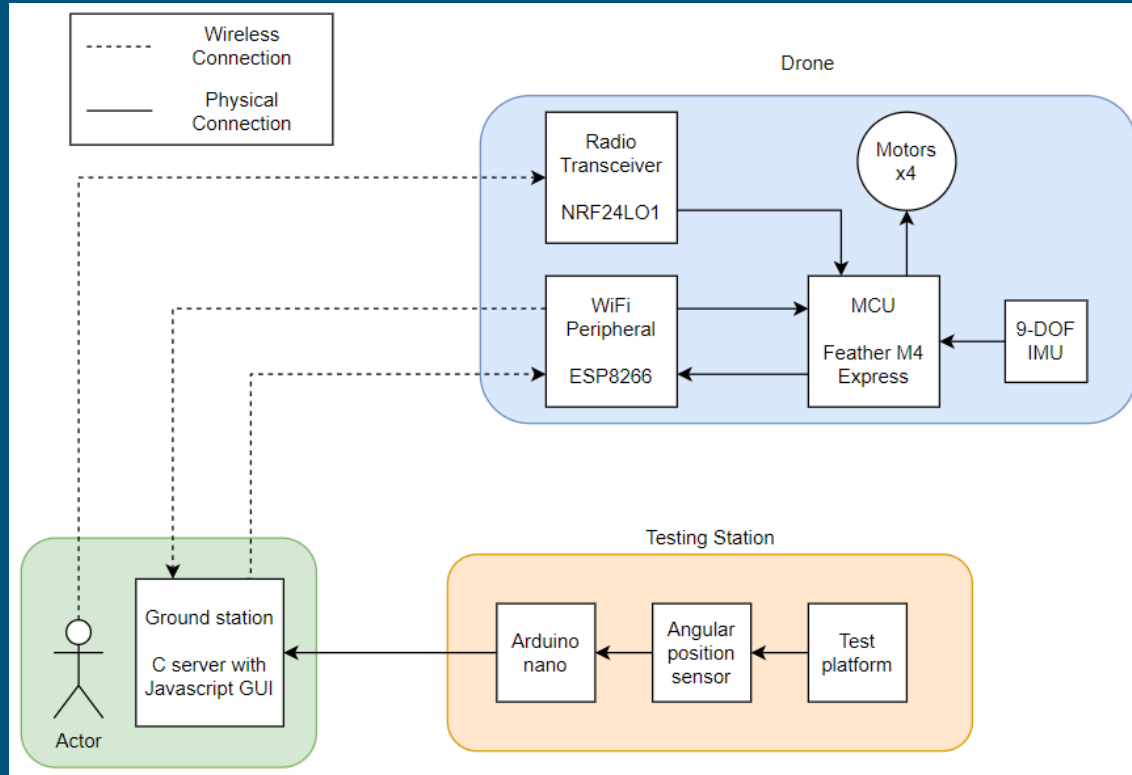 Wireless
Connection
Physical
Connection
Drone
Radio
Transceiver
NRF24LO1
Motors
x4
WiFi
Peripheral
ESP8266
MCU
Feather M4
Express
9-DOF
IMU
Testing Station
Ground station
C server with
Javascript GUI
Actor
Arduino
nano
Angular
position
sensor
Test
platform